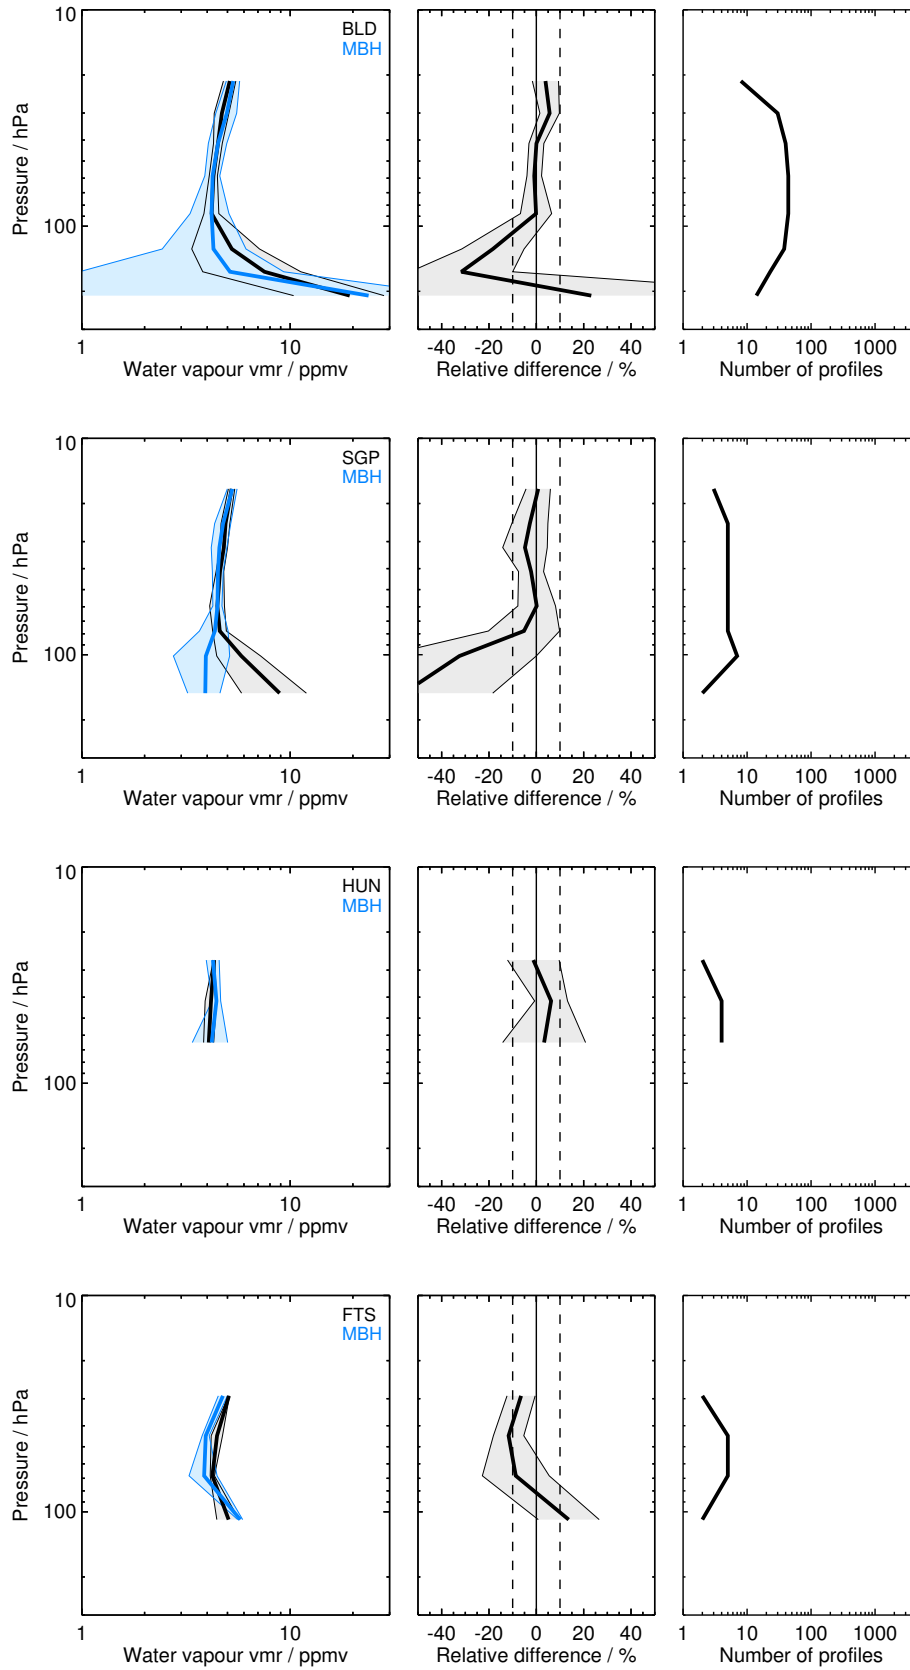 10
BLD
MBH
Pressure / hPa
100
1 10
Water vapour vmr / ppmv
-40 -20 0 20 40
Relative difference / %
1 10 100 1000
Number of profiles
10
SGP
MBH
Pressure / hPa
100
1 10
Water vapour vmr / ppmv
-40 -20 0 20 40
Relative difference / %
1 10 100 1000
Number of profiles
10
HUN
MBH
Pressure / hPa
100
1 10
Water vapour vmr / ppmv
-40 -20 0 20 40
Relative difference / %
1 10 100 1000
Number of profiles
10
FTS
MBH
Pressure / hPa
100
1 10
Water vapour vmr / ppmv
-40 -20 0 20 40
Relative difference / %
1 10 100 1000
Number of profiles